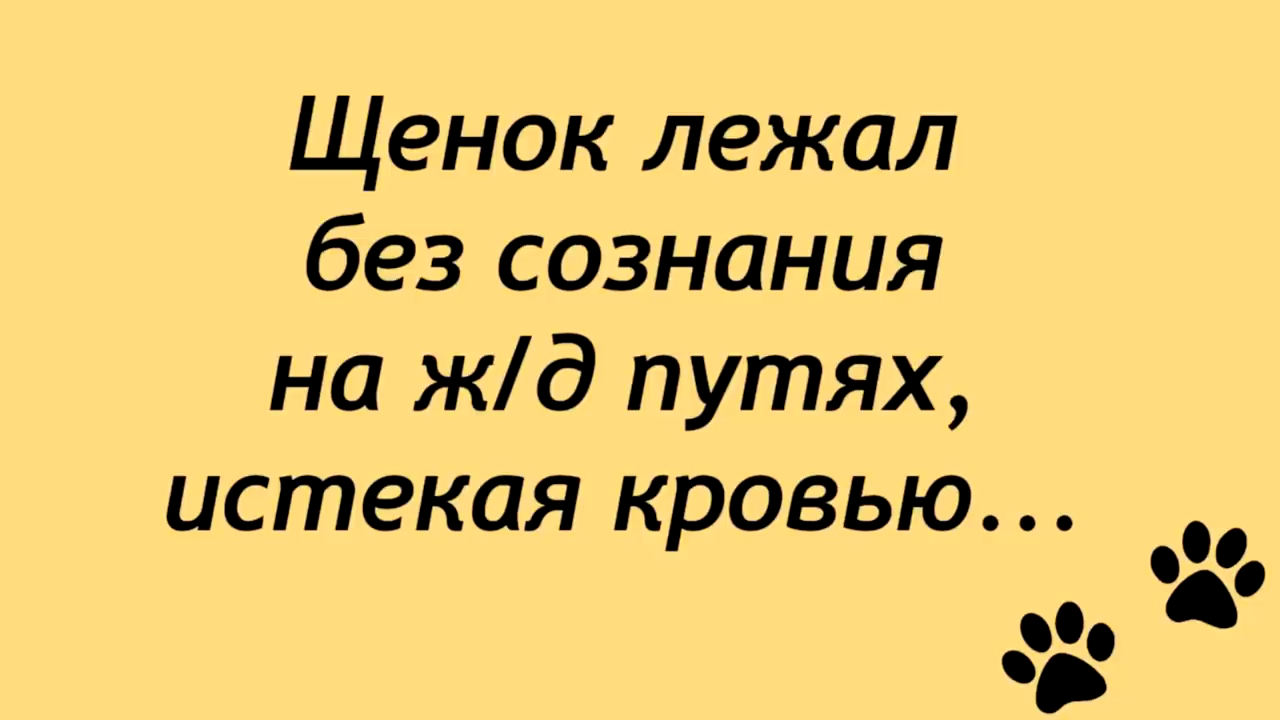 Щенок лежал
без сознания
на ж/д путях,
истекая кровью...